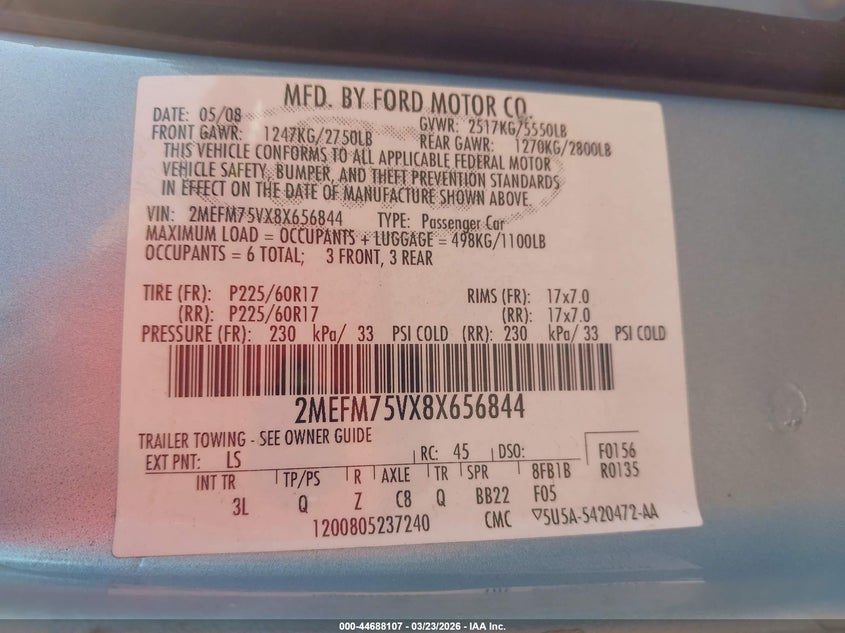 MFD. BY FORD MOTOR CO.
DATE: 05/08 GVWR: 2517KG/5550LB
FRONT GAWR: 1247KG/2750LB REAR GAWR: 1270KG/2800LB
THIS VEHICLE CONFORMS TO ALL APPLICABLE FEDERAL MOTOR
VEHICLE SAFETY, BUMPER, AND THEFT PREVENTION STANDARDS
IN EFFECT ON THE DATE OF MANUFACTURE SHOWN ABOVE.
VIN: 2MEFM75VX8X656844 TYPE: Passenger Car
MAXIMUM LOAD = OCCUPANTS + LUGGAGE = 498KG/1100LB
OCCUPANTS = 6 TOTAL; 3 FRONT, 3 REAR
TIRE (FR): P225/60R17 RIMS (FR): 17x7.0
(RR): P225/60R17 (RR): 17x7.0
PRESSURE (FR): 230 kPa/ 33 PSI COLD (RR): 230 kPa/ 33 PSI COLD
2MEFM75VX8X656844
TRAILER TOWING - SEE OWNER GUIDE
EXT PNT: LS RC: 45 DSO: F0156
INT TR TP/PS R AXLE TR SPR 8FB1B R0135
3L Q Z C8 Q BB22 F05
1200805237240 CMC ▽5U5A-5420472-AA
000-44688107 - 03/23/2026 - IAA Inc.